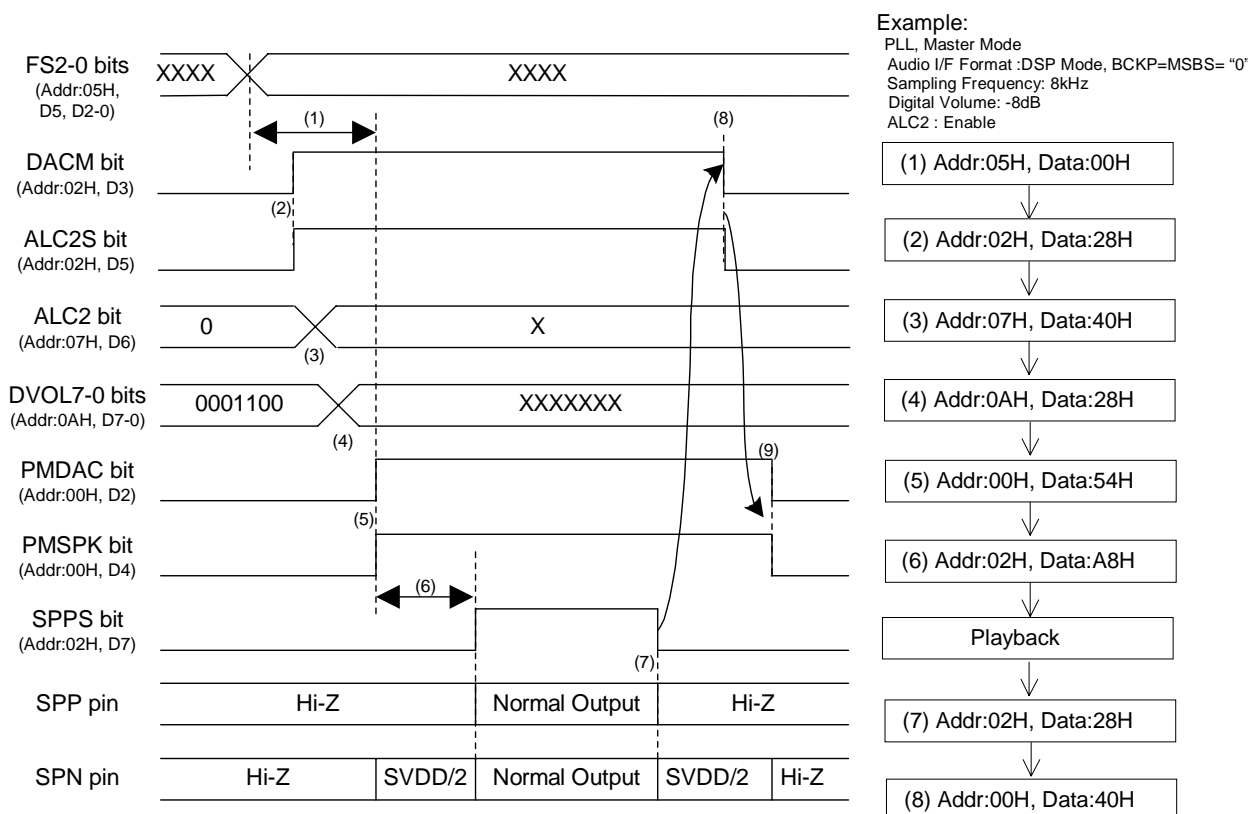 FS2-0 bits
(Addr:05H,
D5, D2-0)
XXXX
XXXX
(1)
(8)
DACM bit
(Addr:02H, D3)
(2)
ALC2S bit
(Addr:02H, D5)
ALC2 bit
(Addr:07H, D6)
0
X
(3)
DVOL7-0 bits
(Addr:0AH, D7-0)
0001100
XXXXXXX
(4)
PMDAC bit
(Addr:00H, D2)
(9)
(5)
PMSPK bit
(Addr:00H, D4)
(6)
SPPS bit
(Addr:02H, D7)
(7)
SPP pin
Hi-Z
Normal Output
Hi-Z
SPN pin
Hi-Z
SVDD/2
Normal Output
SVDD/2
Hi-Z
Example:
PLL, Master Mode
Audio I/F Format :DSP Mode, BCKP=MSBS= “0”
Sampling Frequency: 8kHz
Digital Volume: -8dB
ALC2 : Enable
(1) Addr:05H, Data:00H
(2) Addr:02H, Data:28H
(3) Addr:07H, Data:40H
(4) Addr:0AH, Data:28H
(5) Addr:00H, Data:54H
(6) Addr:02H, Data:A8H
Playback
(7) Addr:02H, Data:28H
(8) Addr:00H, Data:40H